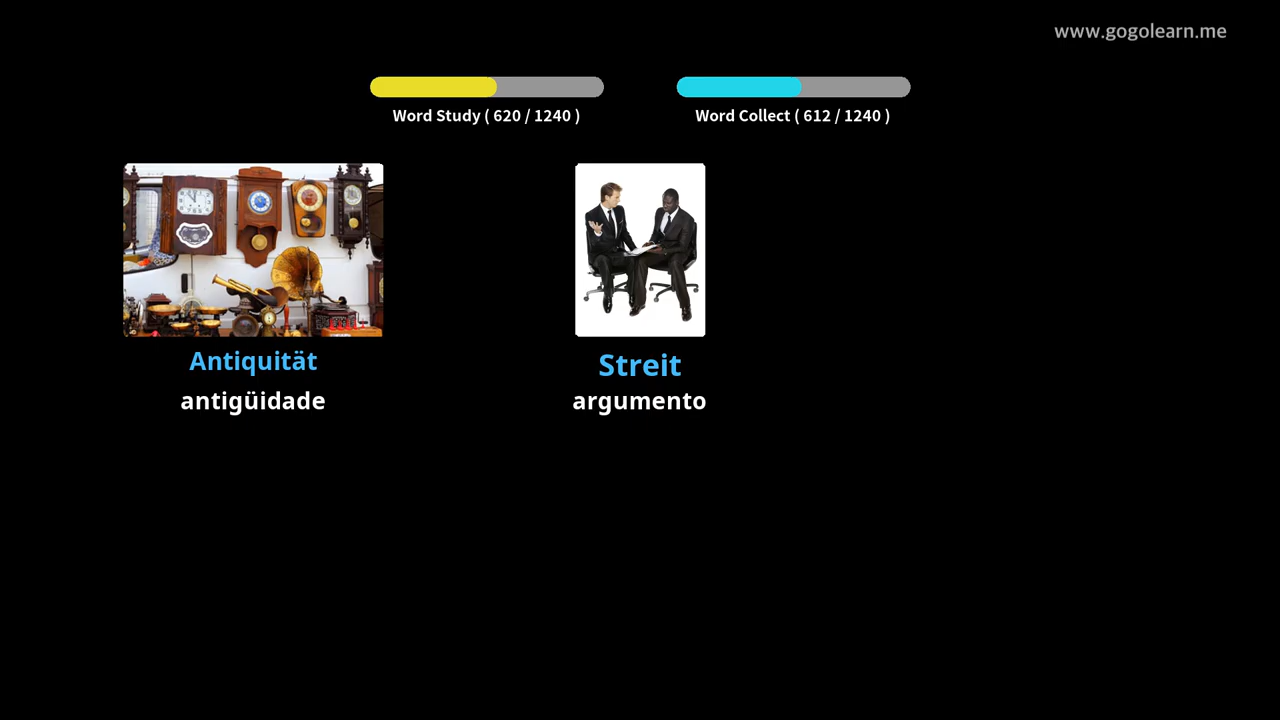 www.gogolearn.me
Word Study ( 620 / 1240 )
Word Collect ( 612 / 1240 )
Antiquität
antigüidade
Streit
argumento